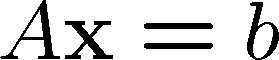 Ax = b